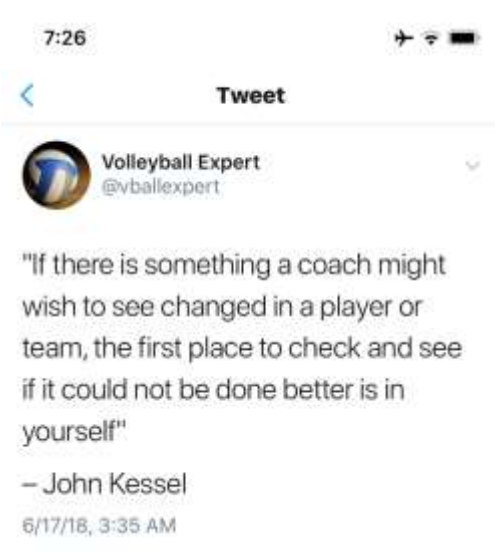 7:26
Tweet
Volleyball Expert
@vballexpert
"If there is something a coach might
wish to see changed in a player or
team, the first place to check and see
if it could not be done better is in
yourself"
– John Kessel
6/17/18, 3:35 AM